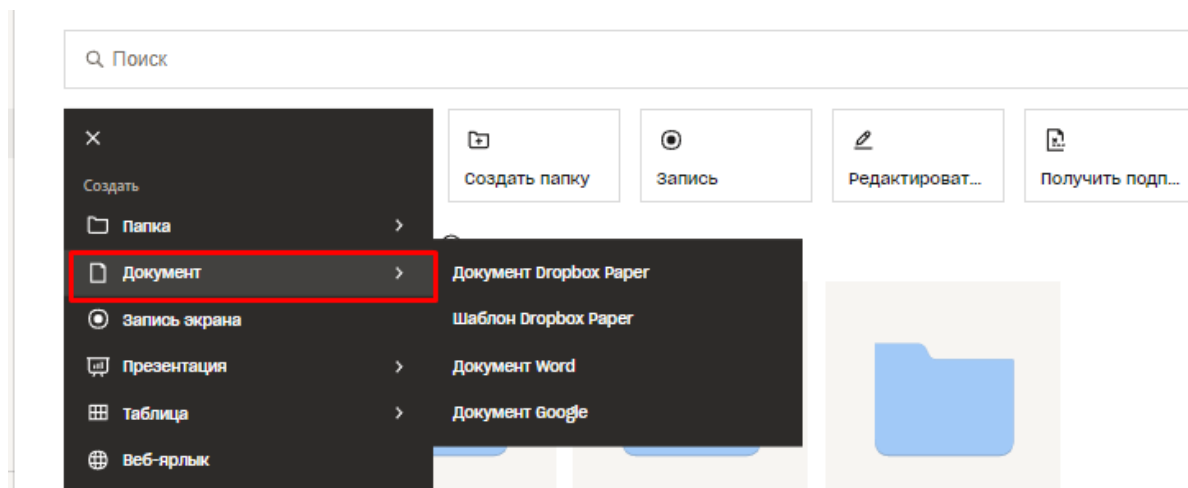 Поиск
Создать
Папка
Документ
Запись экрана
Презентация
Таблица
Веб-ярлык
Создать папку
Запись
Редактироват...
Получить подп...
Документ Dropbox Paper
Шаблон Dropbox Paper
Документ Word
Документ Google